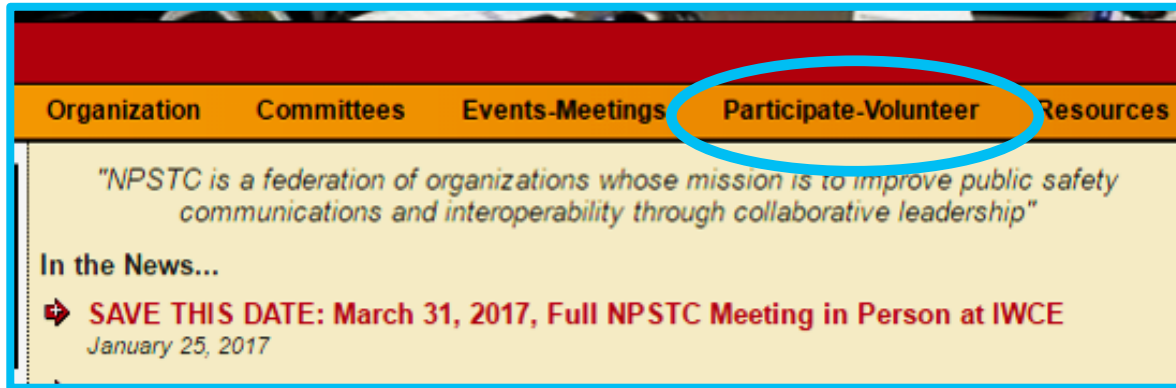 Organization Committees Events-Meetings Participate-Volunteer Resources
"NPSTC is a federation of organizations whose mission is to improve public safety
communications and interoperability through collaborative leadership"
In the News...
SAVE THIS DATE: March 31, 2017, Full NPSTC Meeting in Person at IWCE
January 25, 2017